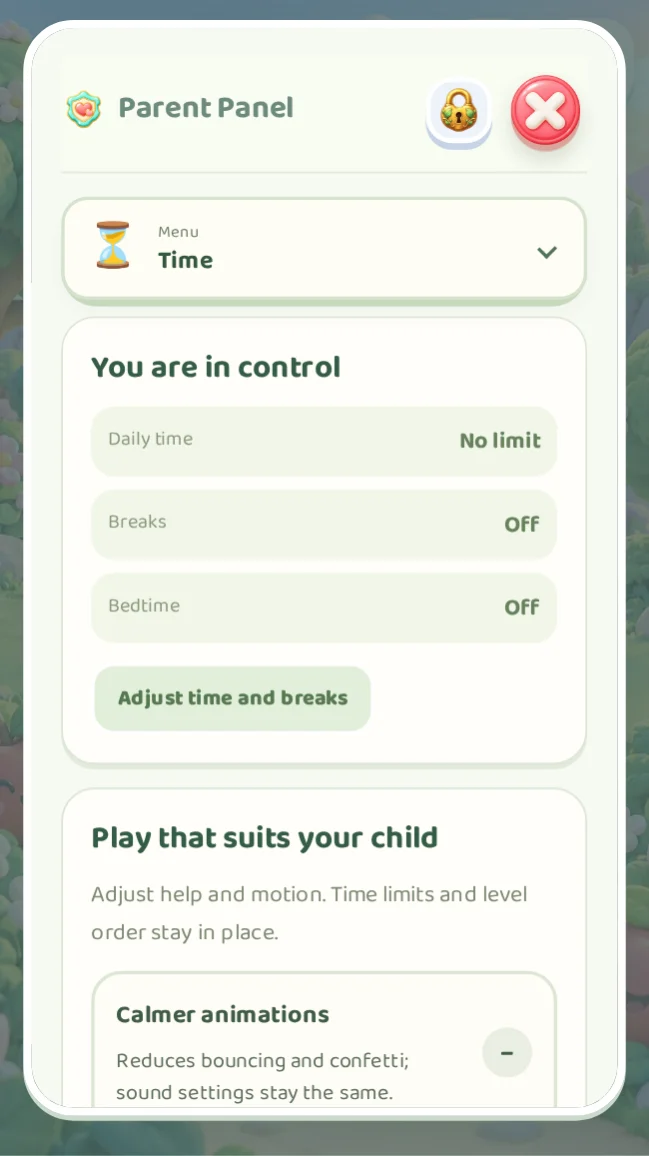 Parent Panel
Menu
Time
You are in control
Daily time
No limit
Breaks
Off
Bedtime
Off
Adjust time and breaks
Play that suits your child
Adjust help and motion. Time limits and level
order stay in place.
Calmer animations
Reduces bouncing and confetti;
sound settings stay the same.